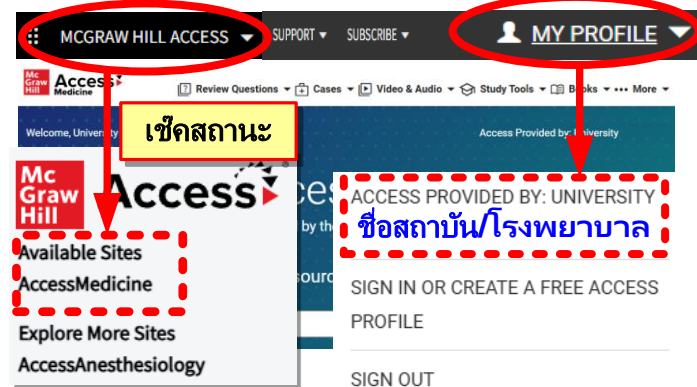 MCGRAW HILL ACCESS SUPPORT SUBSCRIBE MY PROFILE
Mc Graw Hill Access Medicine
Review Questions Cases Video & Audio Study Tools Books ••• More
Welcome, University
เช๊คสถานะ
Access Provided by: University
Mc
Graw
Hill
Access
by the
sourc
Available Sites
AccessMedicine
Explore More Sites
AccessAnesthesiology
ACCESS PROVIDED BY: UNIVERSITY
ชื่อสถาบัน/โรงพยาบาล
SIGN IN OR CREATE A FREE ACCESS
PROFILE
SIGN OUT